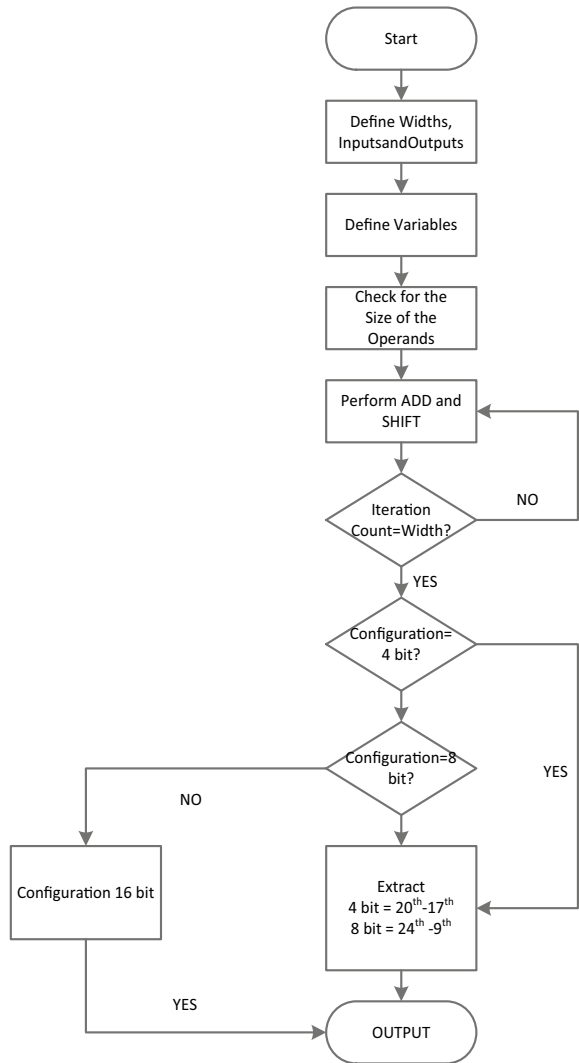 Start
Define Widths,
InputsandOutputs
Define Variables
Check for the
Size of the
Operands
Perform ADD and
SHIFT
NO
Iteration
Count=Width?
YES
Configuration=
4 bit?
Configuration=8
bit?
YES
NO
Configuration 16 bit
Extract
4 bit = 20th-17th
8 bit = 24th -9th
YES
OUTPUT